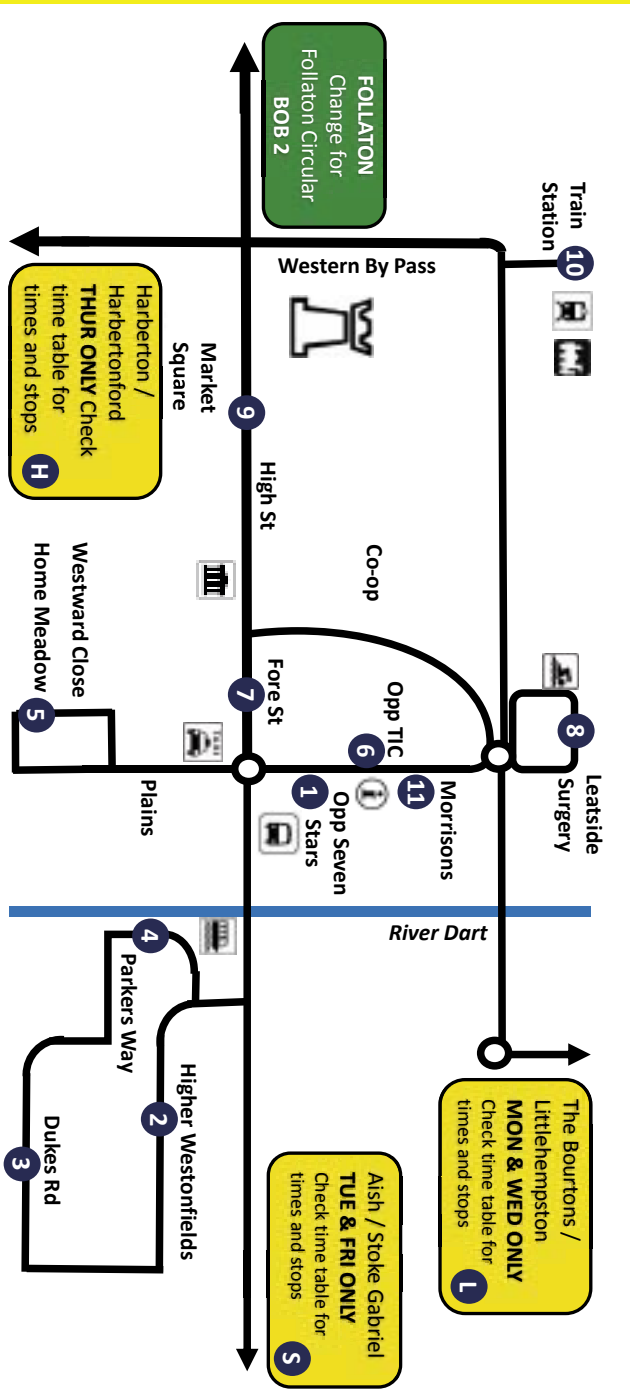 FOLLATON
Change for
Follaton Circular
BOB 2
Train
Station
10
Western By Pass
Harberton /
Harbertonford
THUR ONLY Check
time table for
times and stops
H
Market
Square
9
High St
Co-op
Fore St
7
Opp TIC
6
Morrisons
11
i
Opp Seven
Stars
1
Leatside
Surgery
8
Westward Close
Home Meadow
5
Plains
TAXI
River Dart
4
Parkers Way
Higher Westonfields
2
Dukes Rd
3
The Bourtons /
Littlehempston
MON & WED ONLY
Check time table for
times and stops
L
Aish / Stoke Gabriel
TUE & FRI ONLY
Check time table for
times and stops
S